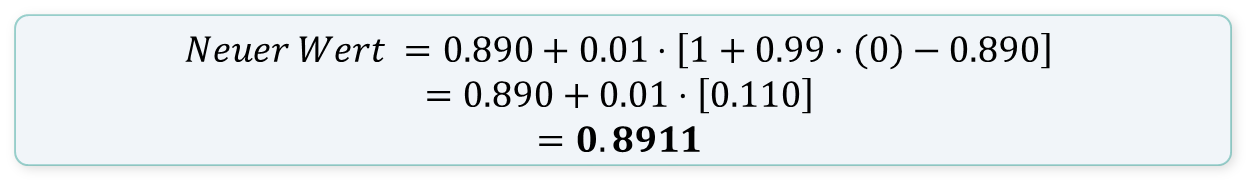 Neuer Wert = 0.890 + 0.01 · [1 + 0.99 · (0) − 0.890]
= 0.890 + 0.01 · [0.110]
= 0.8911